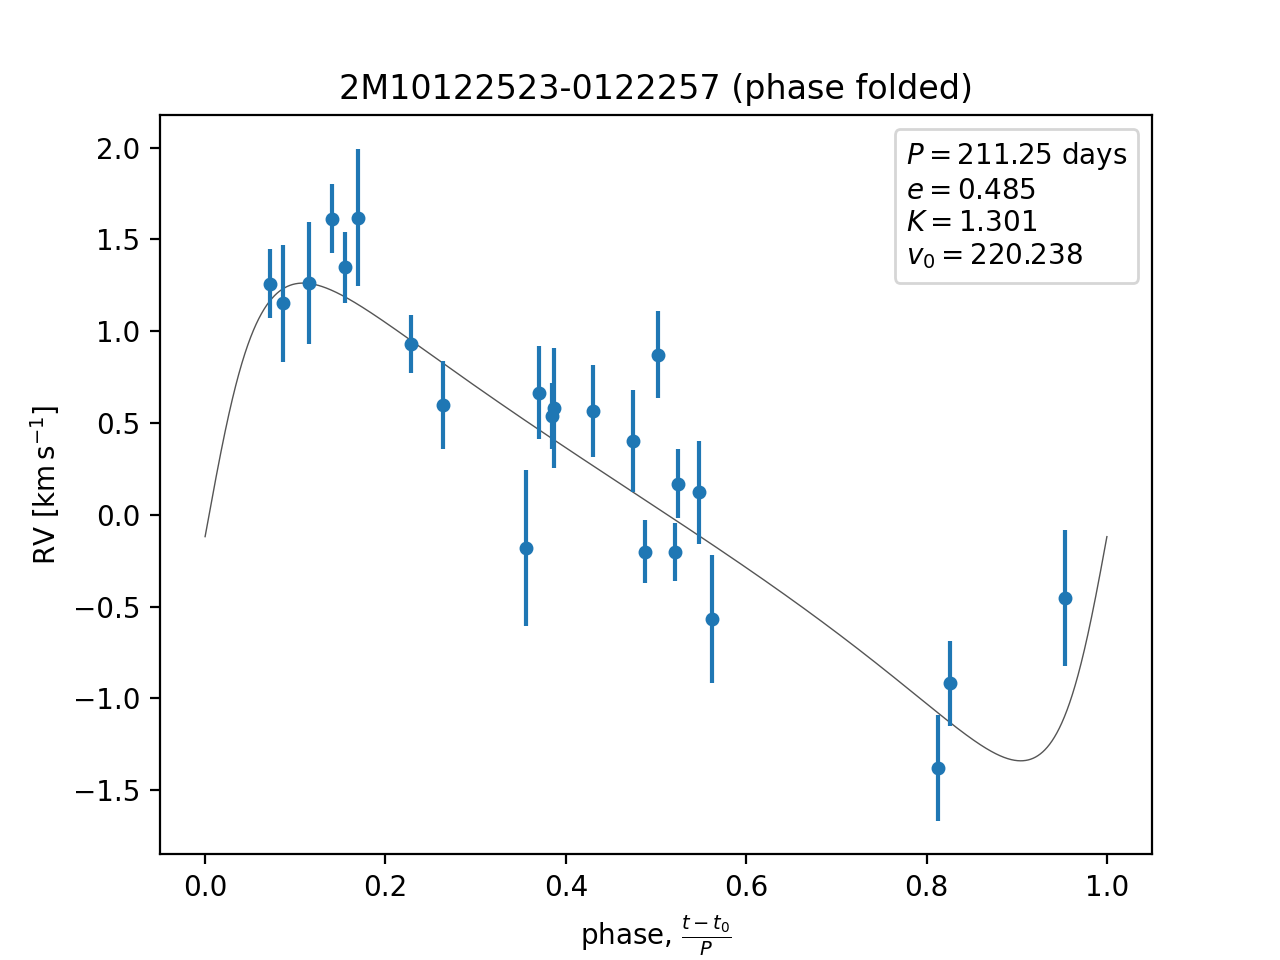 2M10122523-0122257 (phase folded)
P = 211.25 days
e = 0.485
K = 1.301
v₀ = 220.238
RV [km s⁻¹]
2.0
1.5
1.0
0.5
0.0
−0.5
−1.0
−1.5
0.0 0.2 0.4 0.6 0.8 1.0
phase, (t − t₀)/P